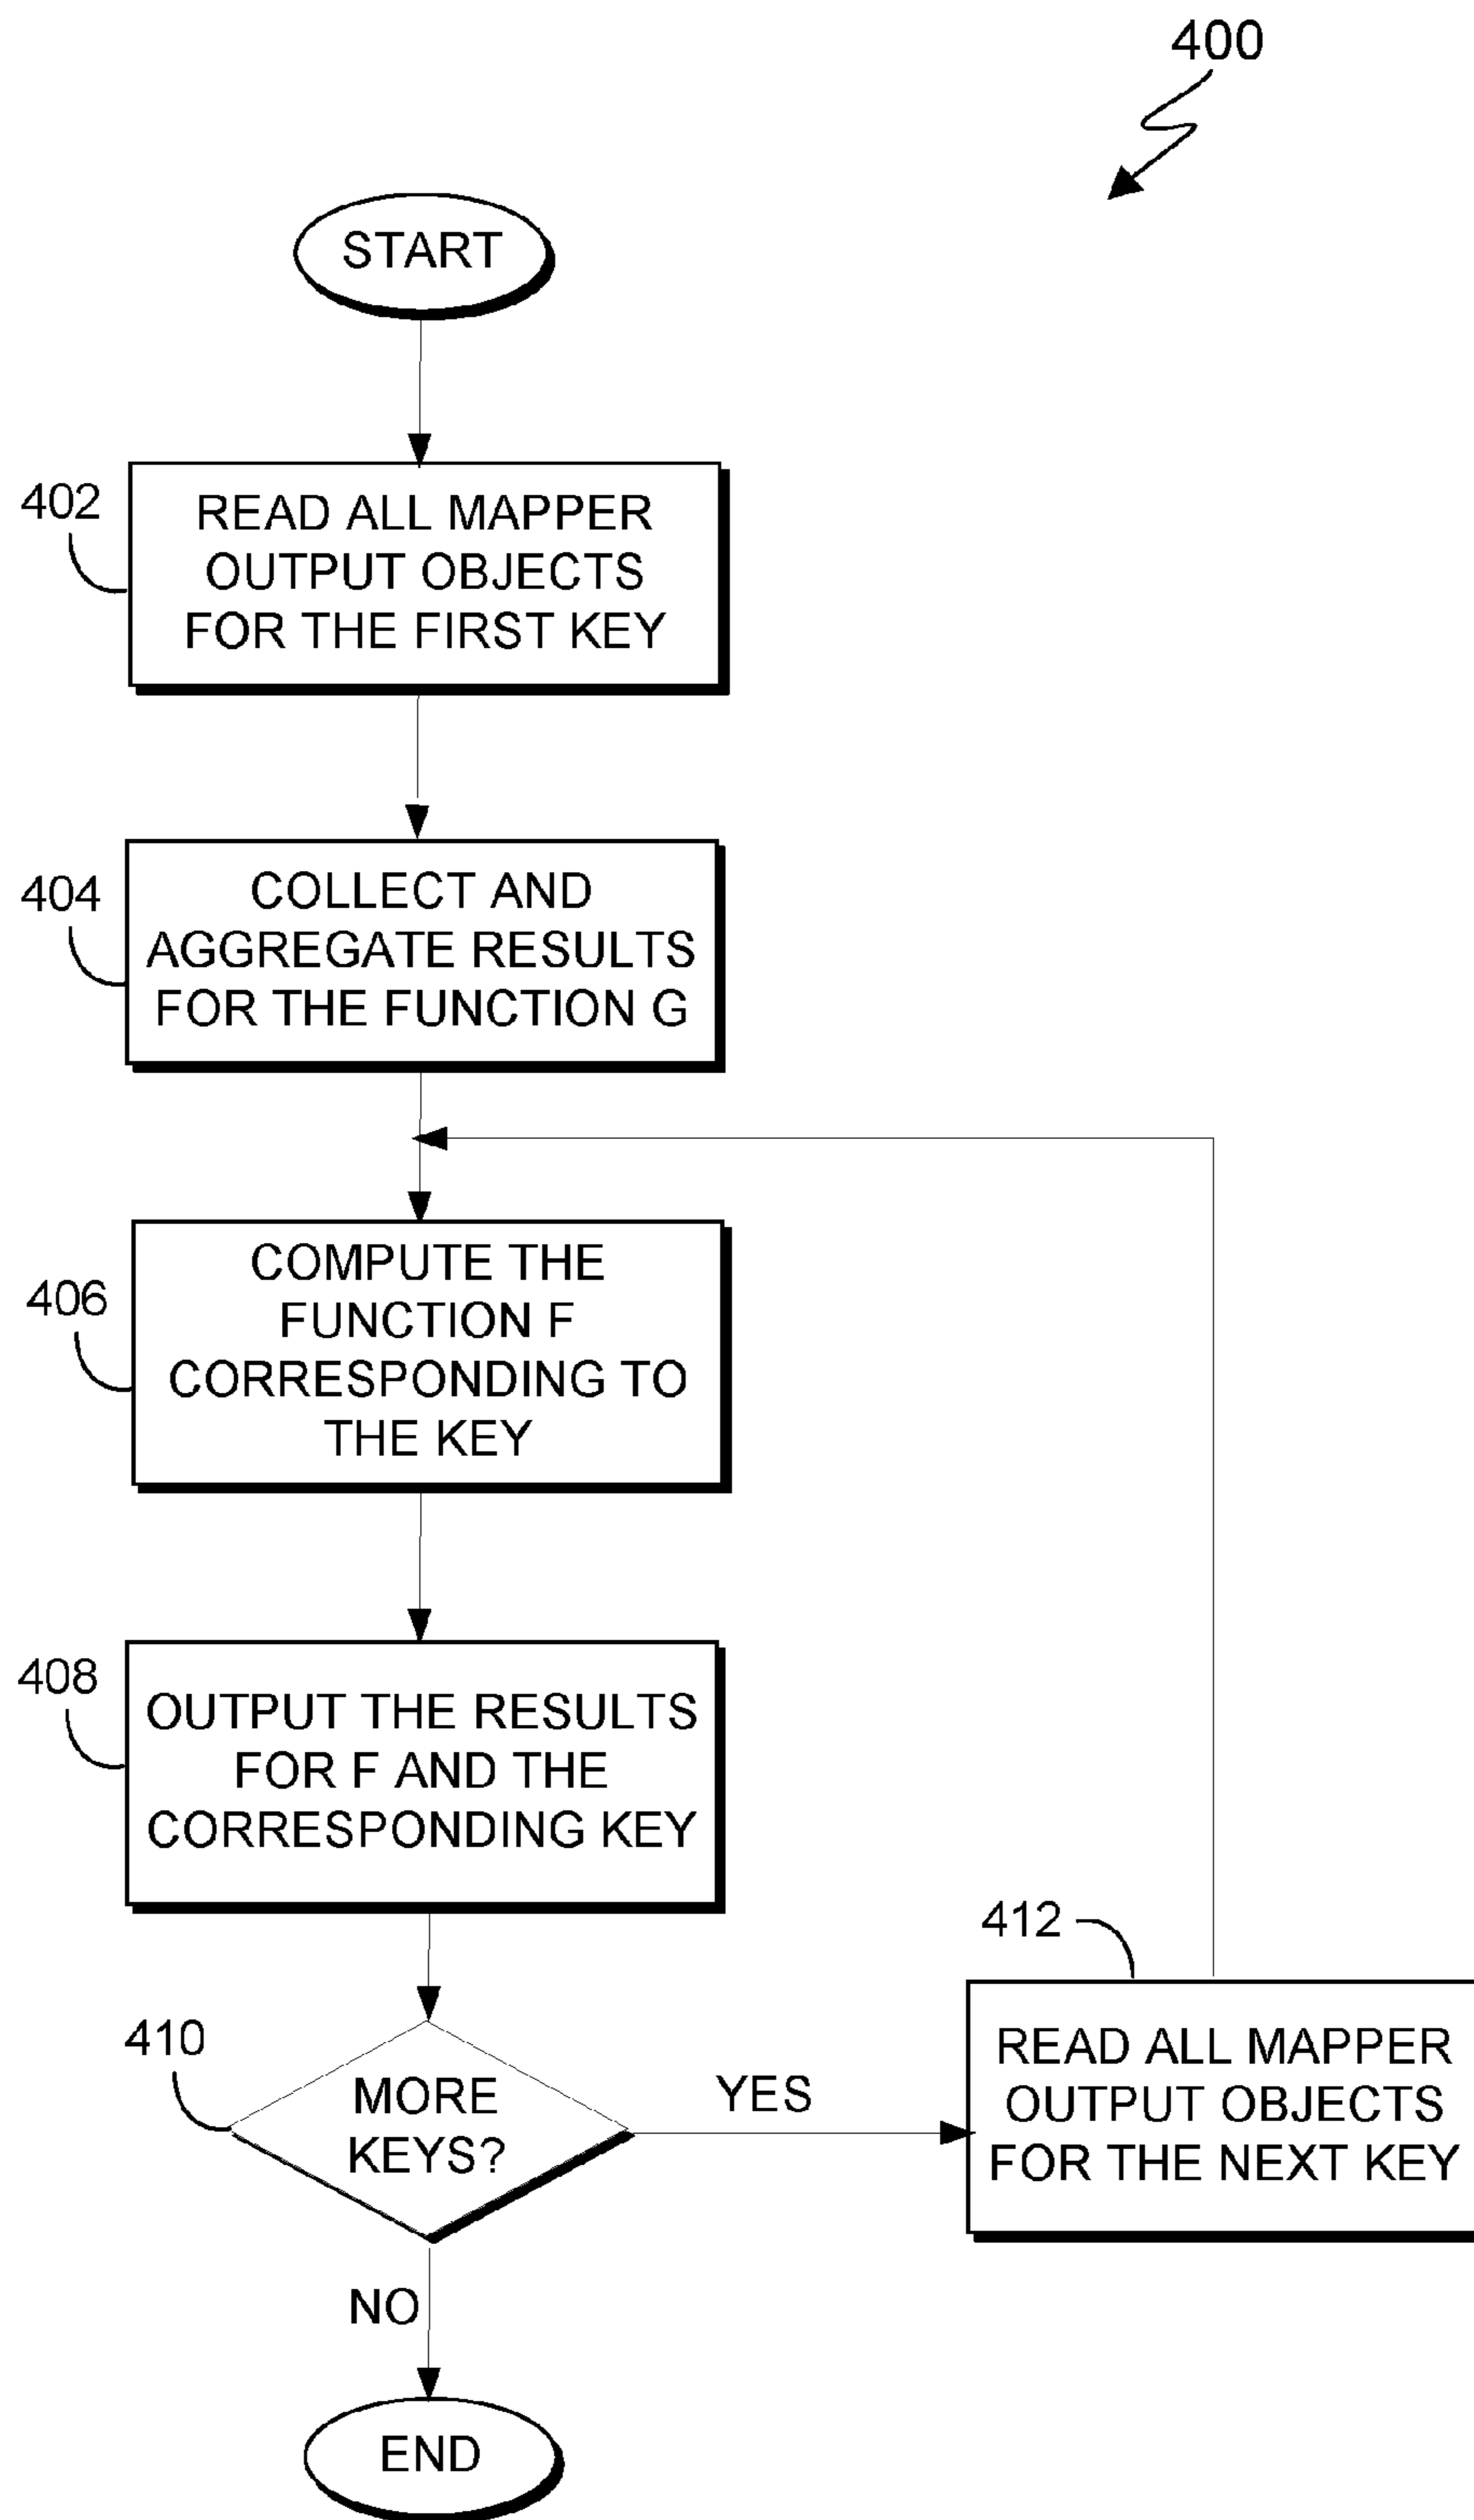 400
START
402
READ ALL MAPPER
OUTPUT OBJECTS
FOR THE FIRST KEY
404
COLLECT AND
AGGREGATE RESULTS
FOR THE FUNCTION G
406
COMPUTE THE
FUNCTION F
CORRESPONDING TO
THE KEY
408
OUTPUT THE RESULTS
FOR F AND THE
CORRESPONDING KEY
410
MORE
KEYS?
YES
412
READ ALL MAPPER
OUTPUT OBJECTS
FOR THE NEXT KEY
NO
END